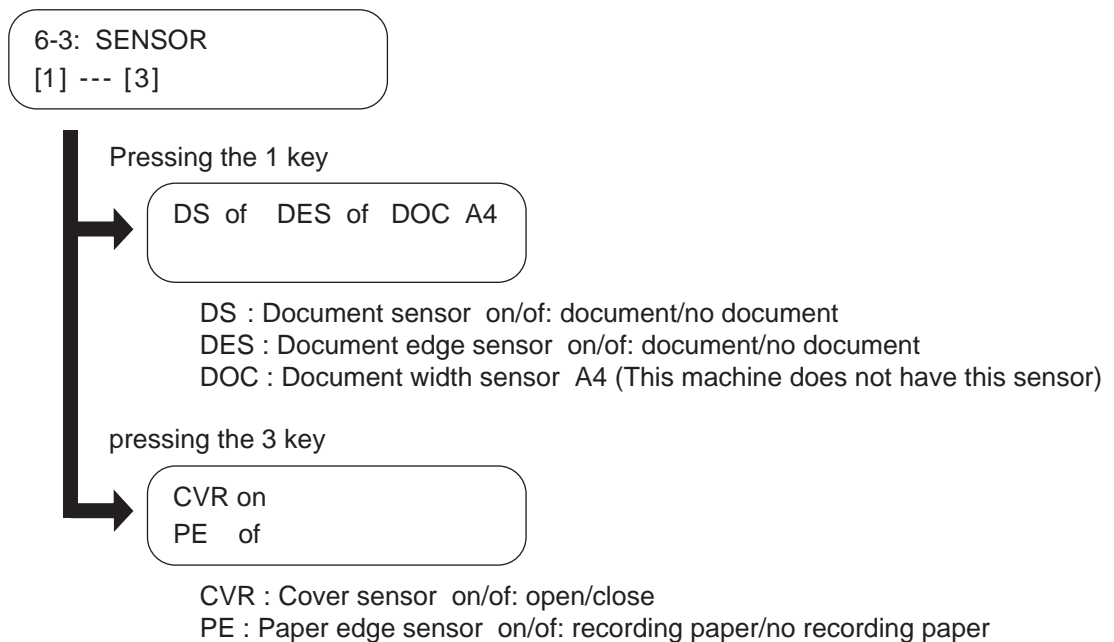 6-3: SENSOR
[1] --- [3]
Pressing the 1 key
DS of DES of DOC A4
DS : Document sensor on/of: document/no document
DES : Document edge sensor on/of: document/no document
DOC : Document width sensor A4 (This machine does not have this sensor)
pressing the 3 key
CVR on
PE of
CVR : Cover sensor on/of: open/close
PE : Paper edge sensor on/of: recording paper/no recording paper